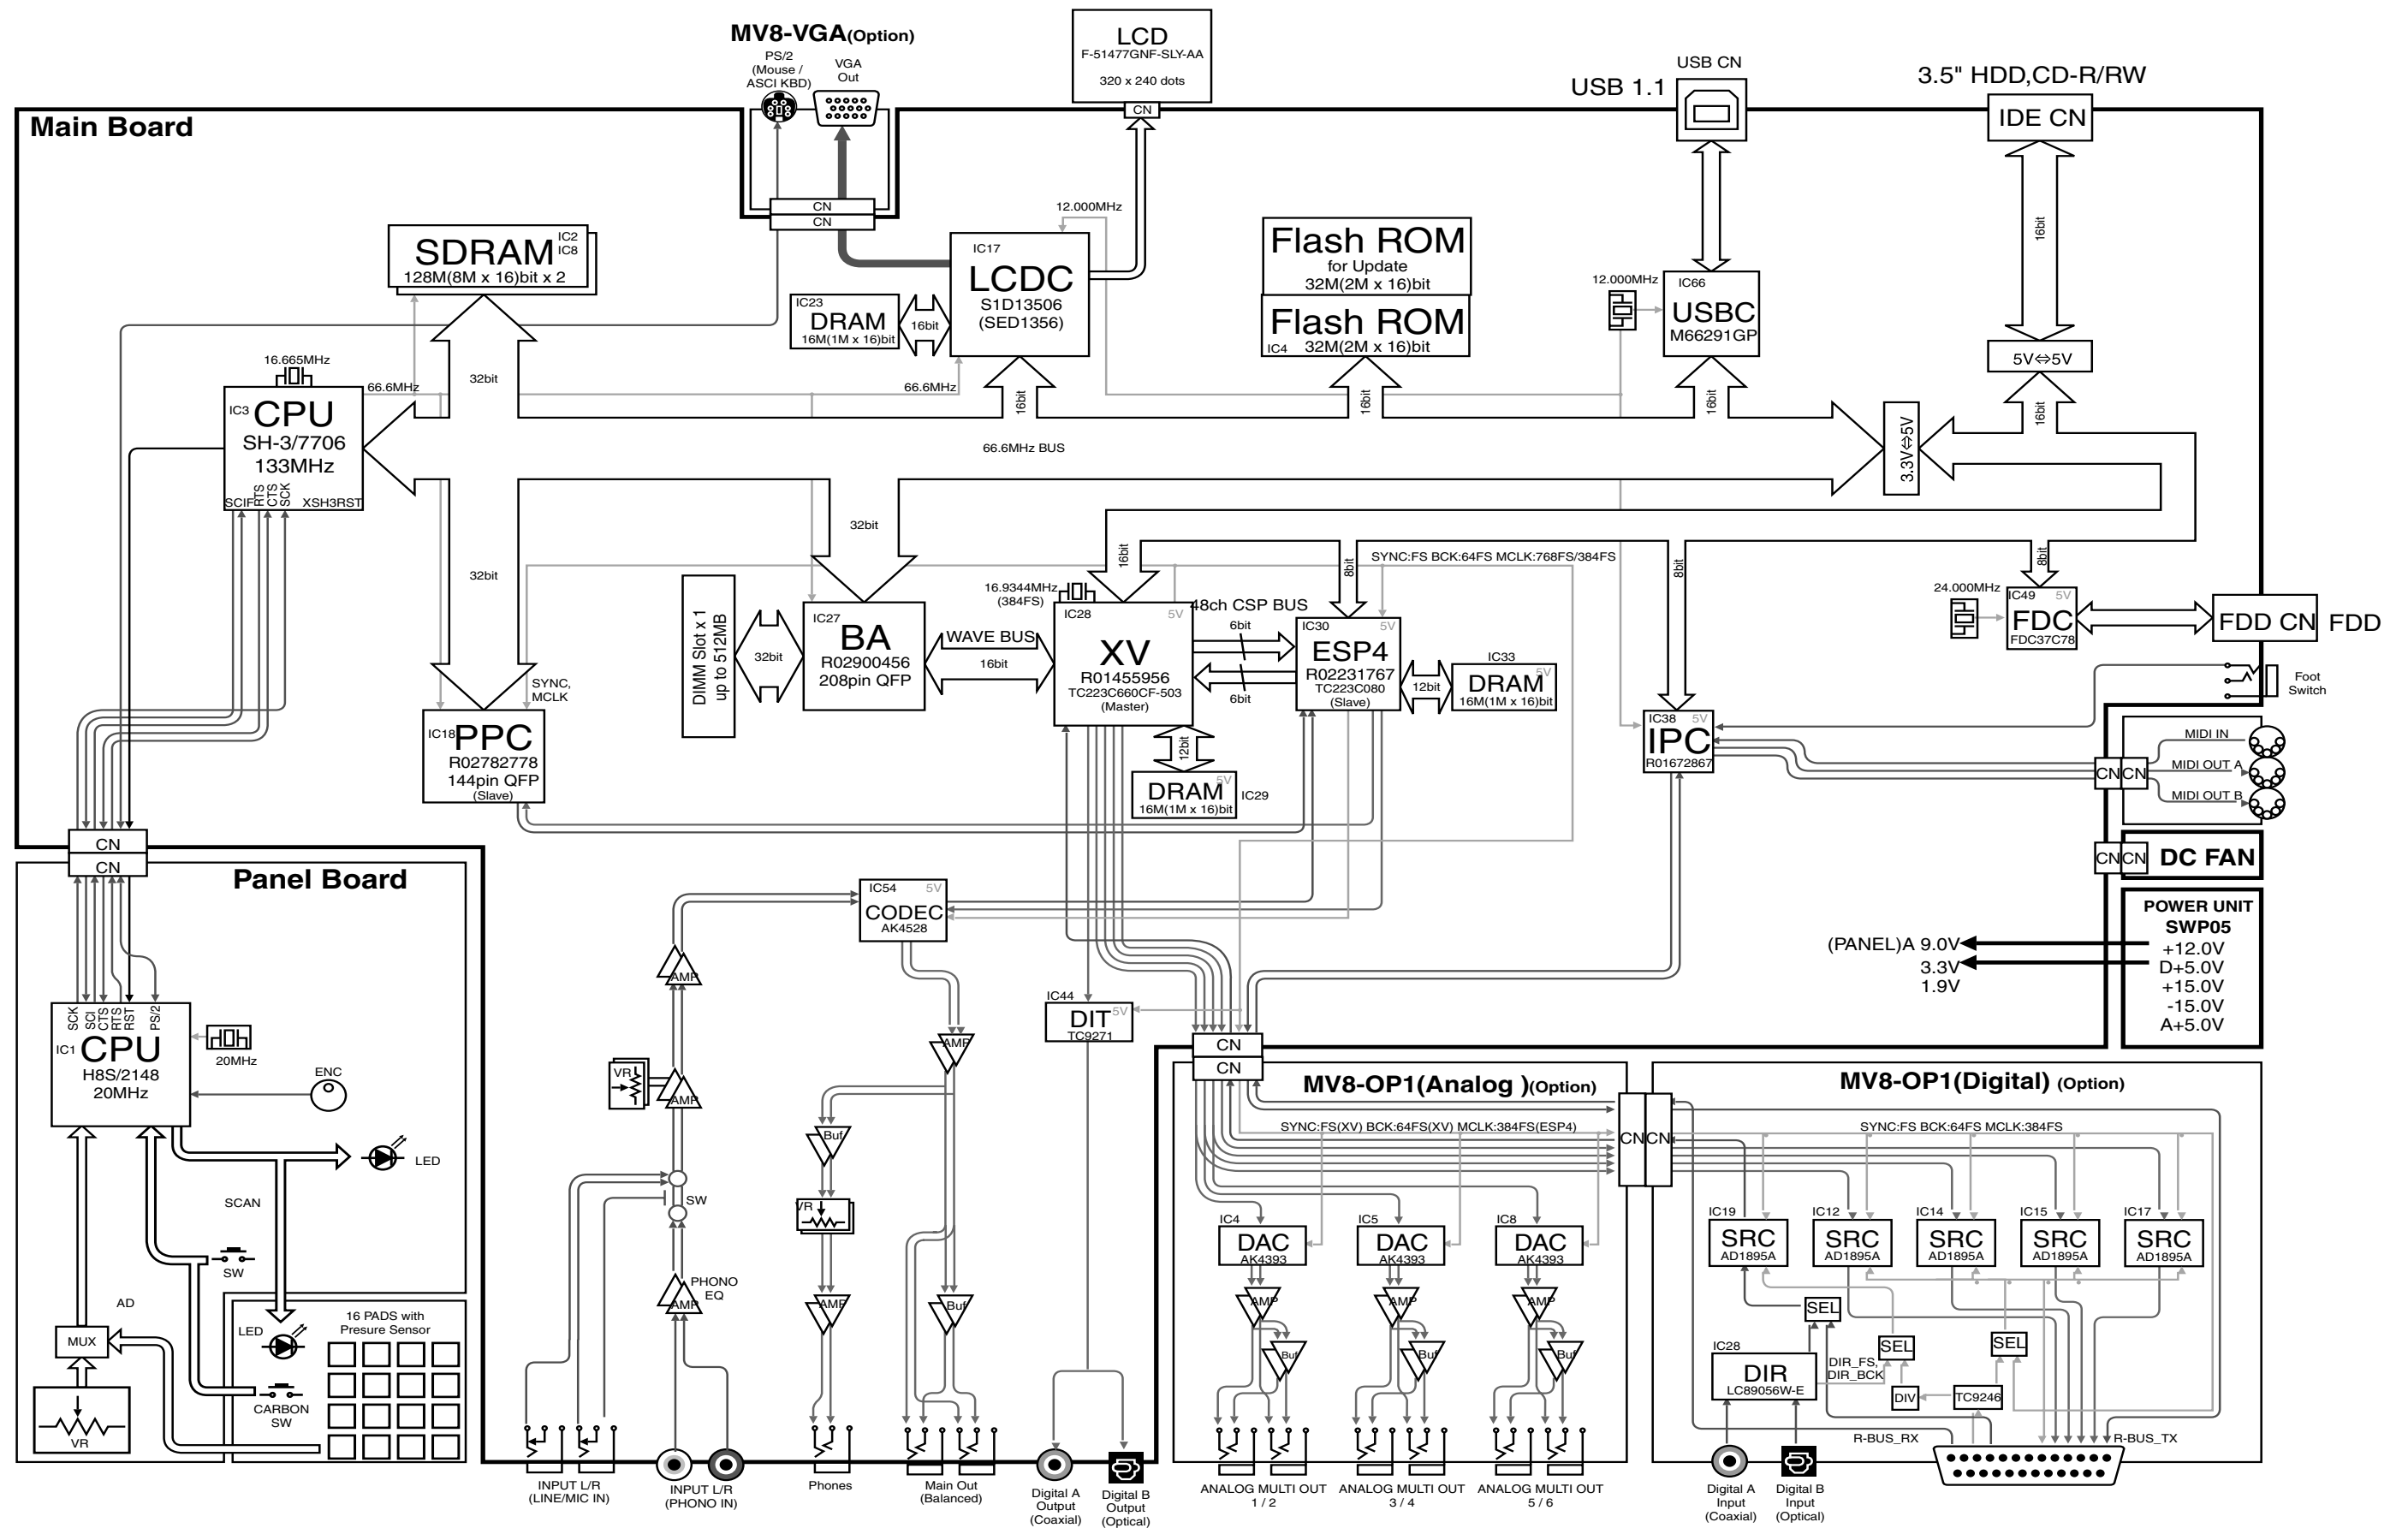 MV8-VGA(Option)
PS/2
(Mouse /
ASCI KBD)
VGA
Out
LCD
F-51477GNF-SLY-AA
320 x 240 dots
CN
USB CN
USB 1.1
3.5" HDD,CD-R/RW
IDE CN
Main Board
CN
CN
12.000MHz
SDRAM
IC2
IC8
128M(8M x 16)bit x 2
IC17
LCDC
S1D13506
(SED1356)
IC23
DRAM
16M(1M x 16)bit
16bit
Flash ROM
for Update
32M(2M x 16)bit
Flash ROM
IC4
32M(2M x 16)bit
12.000MHz
IC66
USBC
M66291GP
16bit
5V⇔5V
16.665MHz
66.6MHz
32bit
66.6MHz
16bit
16bit
16bit
16bit
IC3
CPU
SH-3/7706
133MHz
SCIF
RTS
CTS
SCK
XSH3RST
66.6MHz BUS
3.3V⇔5V
32bit
32bit
16bit
8bit
SYNC:FS BCK:64FS MCLK:768FS/384FS
8bit
8bit
DIMM Slot x 1
up to 512MB
32bit
IC27
BA
R02900456
208pin QFP
WAVE BUS
16bit
16.9344MHz
(384FS)
IC28
5V
XV
R01455956
TC223C660CF-503
(Master)
48ch CSP BUS
6bit
6bit
IC30
5V
ESP4
R02231767
TC223C080
(Slave)
12bit
IC33
5V
DRAM
16M(1M x 16)bit
24.000MHz
IC49
5V
FDC
FDC37C78
FDD CN
FDD
Foot
Switch
SYNC,
MCLK
IC18
PPC
R02782778
144pin QFP
(Slave)
12bit
5V
DRAM
16M(1M x 16)bit
IC29
IC38
5V
IPC
R01672867
MIDI IN
MIDI OUT A
MIDI OUT B
CN
CN
CN
CN
DC FAN
CN
CN
Panel Board
IC54
5V
CODEC
AK4528
POWER UNIT
SWP05
+12.0V
D+5.0V
+15.0V
-15.0V
A+5.0V
(PANEL)A 9.0V
3.3V
1.9V
AMP
IC44
DIT
5V
TC9271
AMP
CN
CN
SCK
SCI
CTS
RTS
RST
PS/2
IC1
CPU
H8S/2148
20MHz
20MHz
ENC
LED
SCAN
SW
AD
MUX
VR
LED
CARBON
SW
16 PADS with
Presure Sensor
VR
AMP
SW
PHONO
EQ
AMP
Buf
VR
AMP
Buf
MV8-OP1(Analog )(Option)
SYNC:FS(XV) BCK:64FS(XV) MCLK:384FS(ESP4)
CN
CN
IC4
DAC
AK4393
IC5
DAC
AK4393
IC8
DAC
AK4393
AMP
AMP
AMP
Buf
Buf
Buf
MV8-OP1(Digital) (Option)
SYNC:FS BCK:64FS MCLK:384FS
IC19
SRC
AD1895A
IC12
SRC
AD1895A
IC14
SRC
AD1895A
IC15
SRC
AD1895A
IC17
SRC
AD1895A
SEL
SEL
SEL
IC28
DIR
LC89056W-E
DIR_FS,
DIR_BCK
DIV
TC9246
R-BUS_RX
R-BUS_TX
INPUT L/R
(LINE/MIC IN)
INPUT L/R
(PHONO IN)
Phones
Main Out
(Balanced)
Digital A
Output
(Coaxial)
Digital B
Output
(Optical)
ANALOG MULTI OUT
1 / 2
ANALOG MULTI OUT
3 / 4
ANALOG MULTI OUT
5 / 6
Digital A
Input
(Coaxial)
Digital B
Input
(Optical)